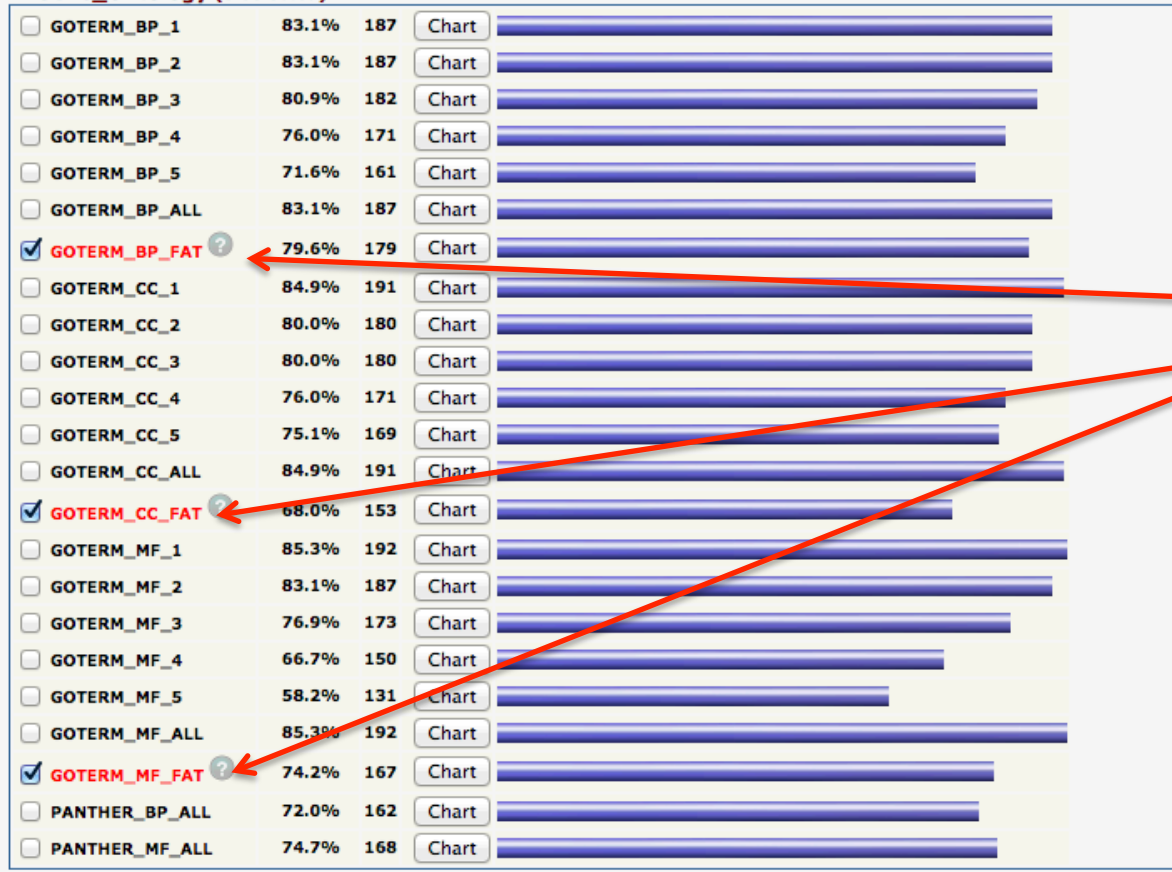 GOTERM_BP_1 83.1% 187 Chart
GOTERM_BP_2 83.1% 187 Chart
GOTERM_BP_3 80.9% 182 Chart
GOTERM_BP_4 76.0% 171 Chart
GOTERM_BP_5 71.6% 161 Chart
GOTERM_BP_ALL 83.1% 187 Chart
GOTERM_BP_FAT ? 79.6% 179 Chart
GOTERM_CC_1 84.9% 191 Chart
GOTERM_CC_2 80.0% 180 Chart
GOTERM_CC_3 80.0% 180 Chart
GOTERM_CC_4 76.0% 171 Chart
GOTERM_CC_5 75.1% 169 Chart
GOTERM_CC_ALL 84.9% 191 Chart
GOTERM_CC_FAT ? 68.0% 153 Chart
GOTERM_MF_1 85.3% 192 Chart
GOTERM_MF_2 83.1% 187 Chart
GOTERM_MF_3 76.9% 173 Chart
GOTERM_MF_4 66.7% 150 Chart
GOTERM_MF_5 58.2% 131 Chart
GOTERM_MF_ALL 85.3% 192 Chart
GOTERM_MF_FAT ? 74.2% 167 Chart
PANTHER_BP_ALL 72.0% 162 Chart
PANTHER_MF_ALL 74.7% 168 Chart